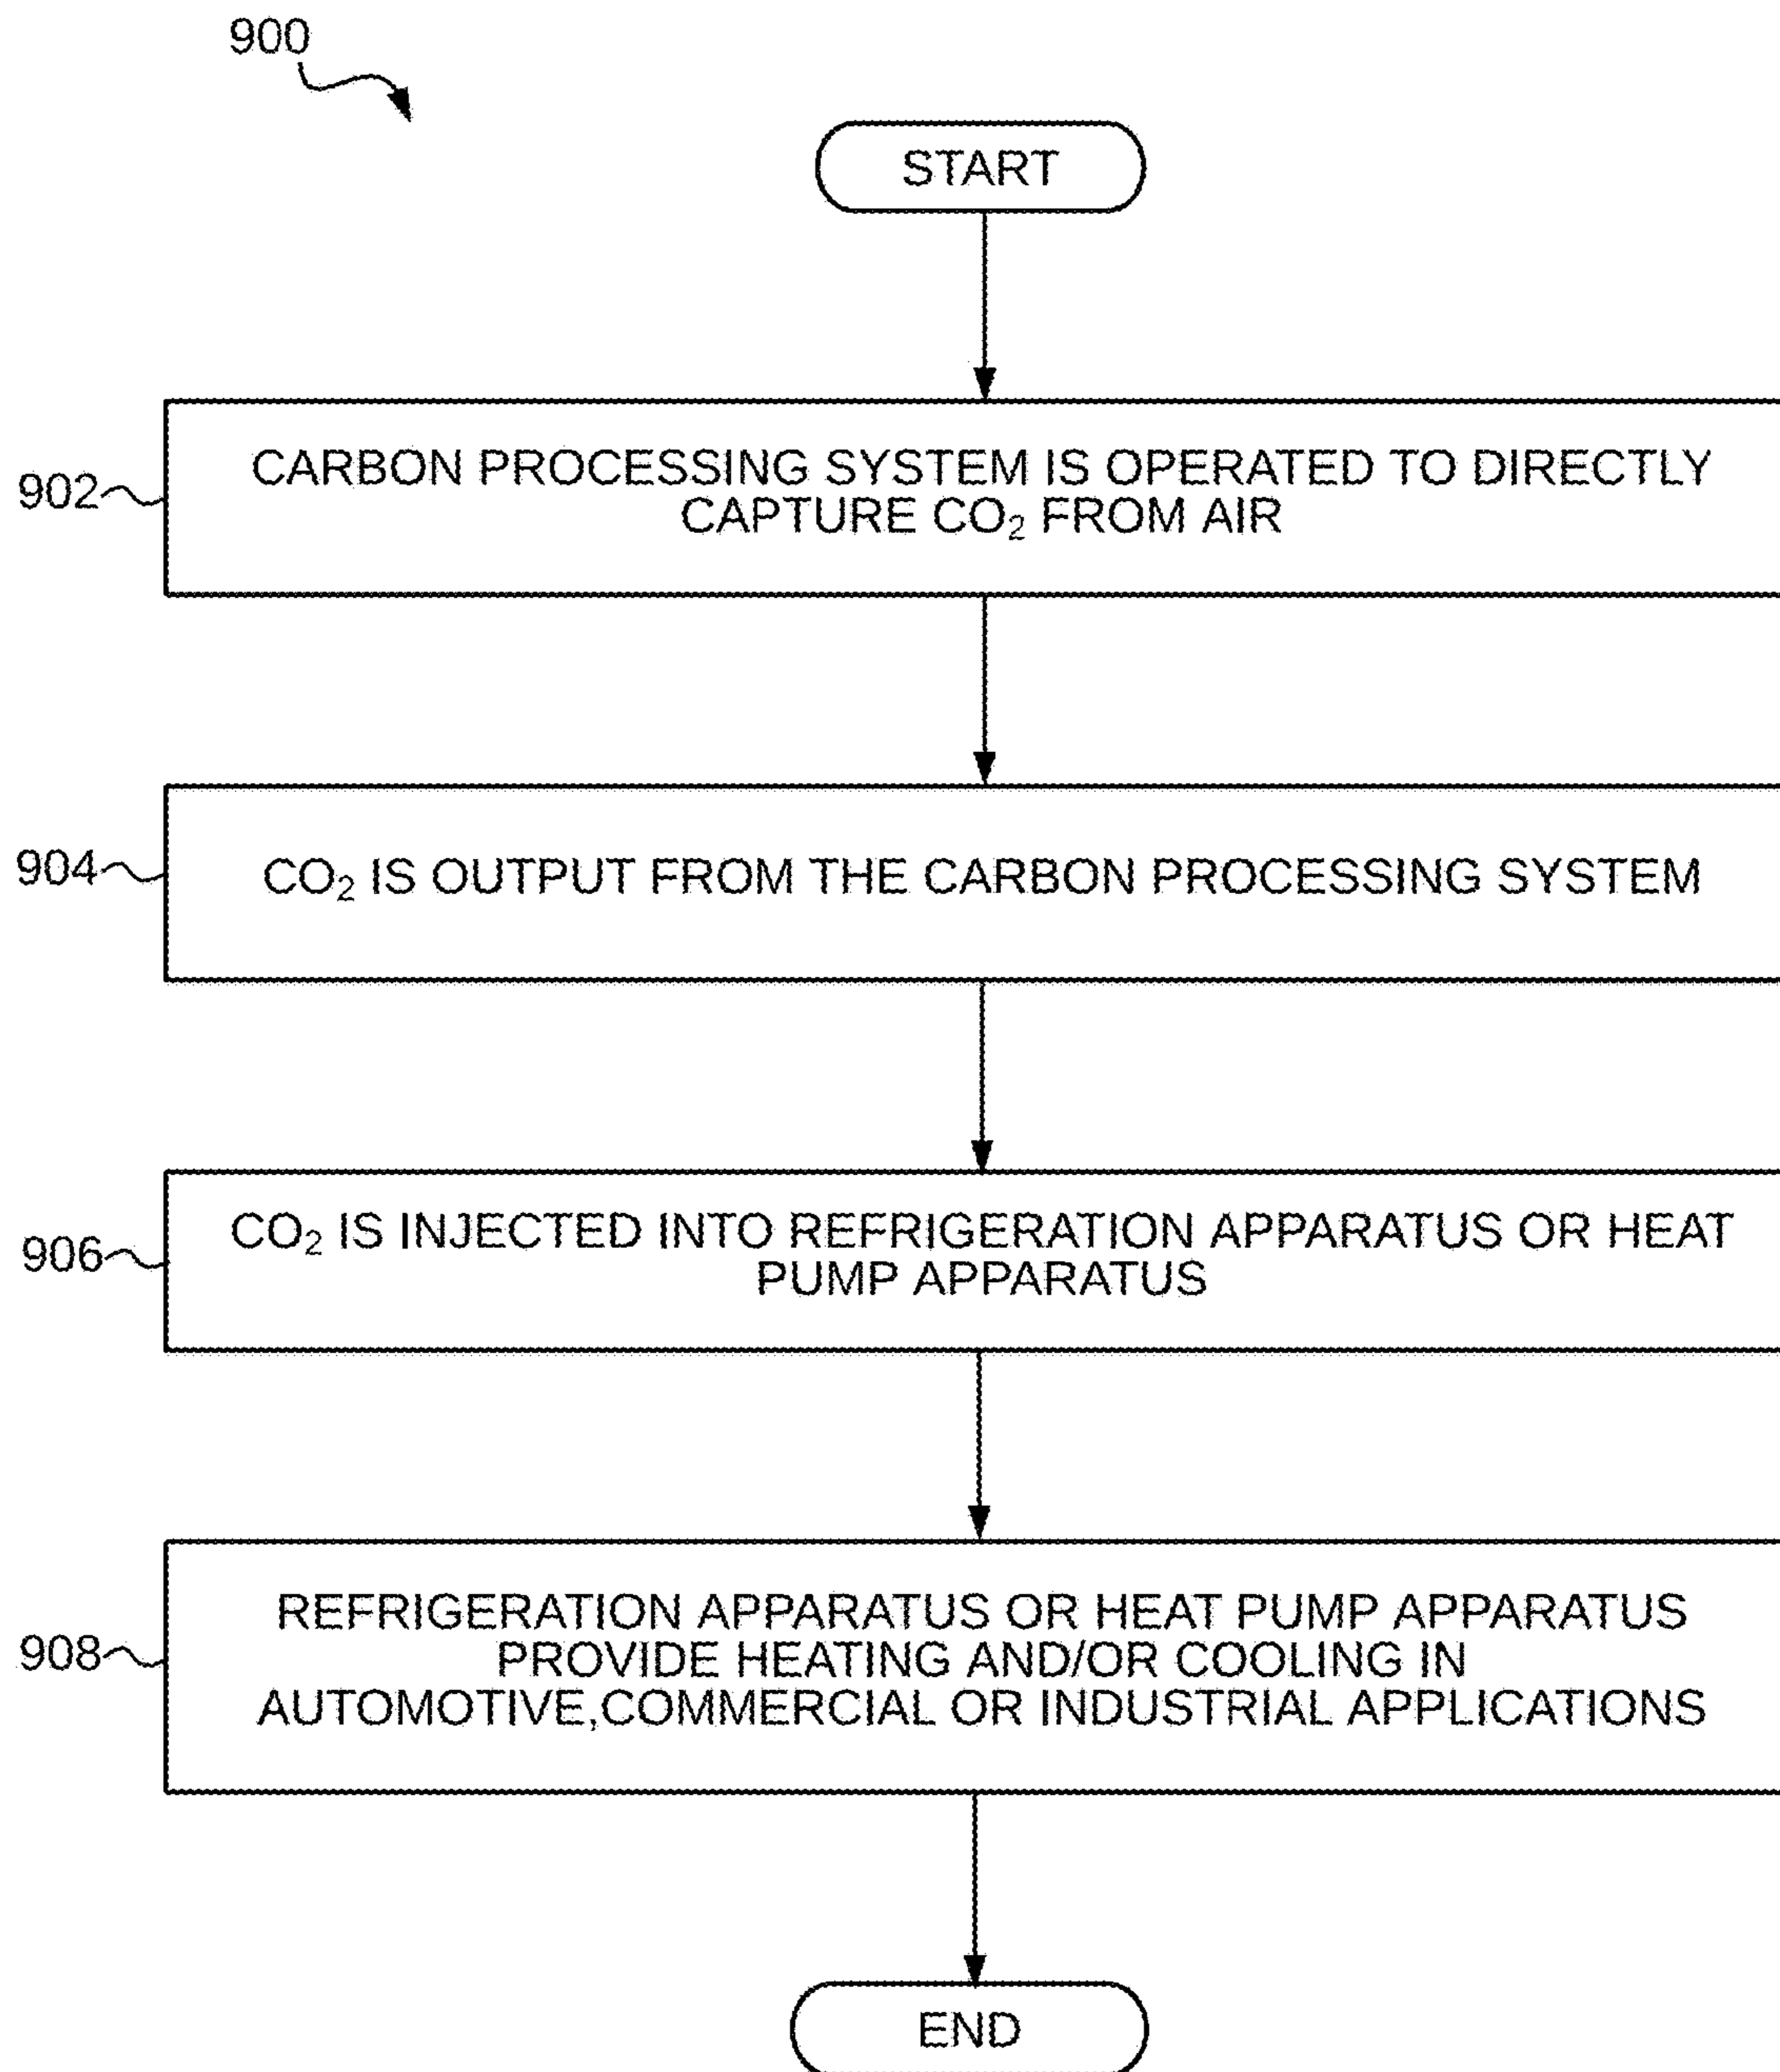 900
START
902
CARBON PROCESSING SYSTEM IS OPERATED TO DIRECTLY
CAPTURE CO₂ FROM AIR
904
CO₂ IS OUTPUT FROM THE CARBON PROCESSING SYSTEM
906
CO₂ IS INJECTED INTO REFRIGERATION APPARATUS OR HEAT
PUMP APPARATUS
908
REFRIGERATION APPARATUS OR HEAT PUMP APPARATUS
PROVIDE HEATING AND/OR COOLING IN
AUTOMOTIVE,COMMERCIAL OR INDUSTRIAL APPLICATIONS
END